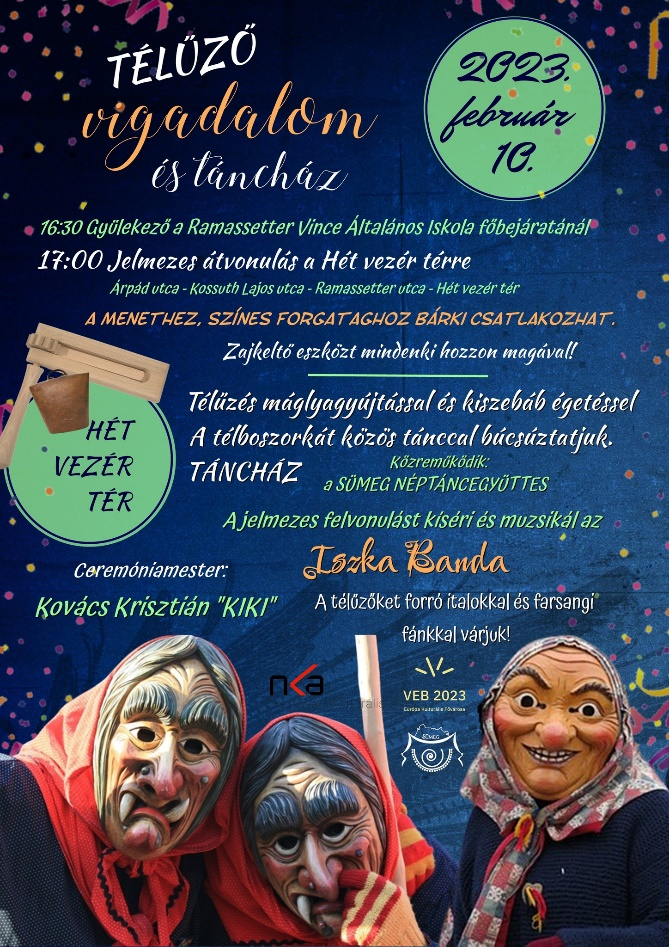 TÉLŰZŐ
vigadalom
és táncház
2023.
február
10.
16:30 Gyülekező a Ramassetter Vince Általános Iskola főbejáratánál
17:00 Jelmezes átvonulás a Hét vezér térre
Árpád utca - Kossuth Lajos utca - Ramassetter utca - Hét vezér tér
A MENETHEZ, SZÍNES FORGATAGHOZ BÁRKI CSATLAKOZHAT.
Zajkeltő eszközt mindenki hozzon magával!
HÉT
VEZÉR
TÉR
Télűzés máglyagyújtással és kiszebáb égetéssel
A télboszorkát közös tánccal búcsúztatjuk.
TÁNCHÁZ
Közreműködik:
a SÜMEG NÉPTÁNCEGYÜTTES
A jelmezes felvonulást kíséri és muzsikál az
Iszka Banda
Ceremóniamester:
Kovács Krisztián "KIKI"
A télűzőket forró italokkal és farsangi
fánkkal várjuk!
nka
VEB 2023
Európa Kulturális Fővárosa
SÜMEG